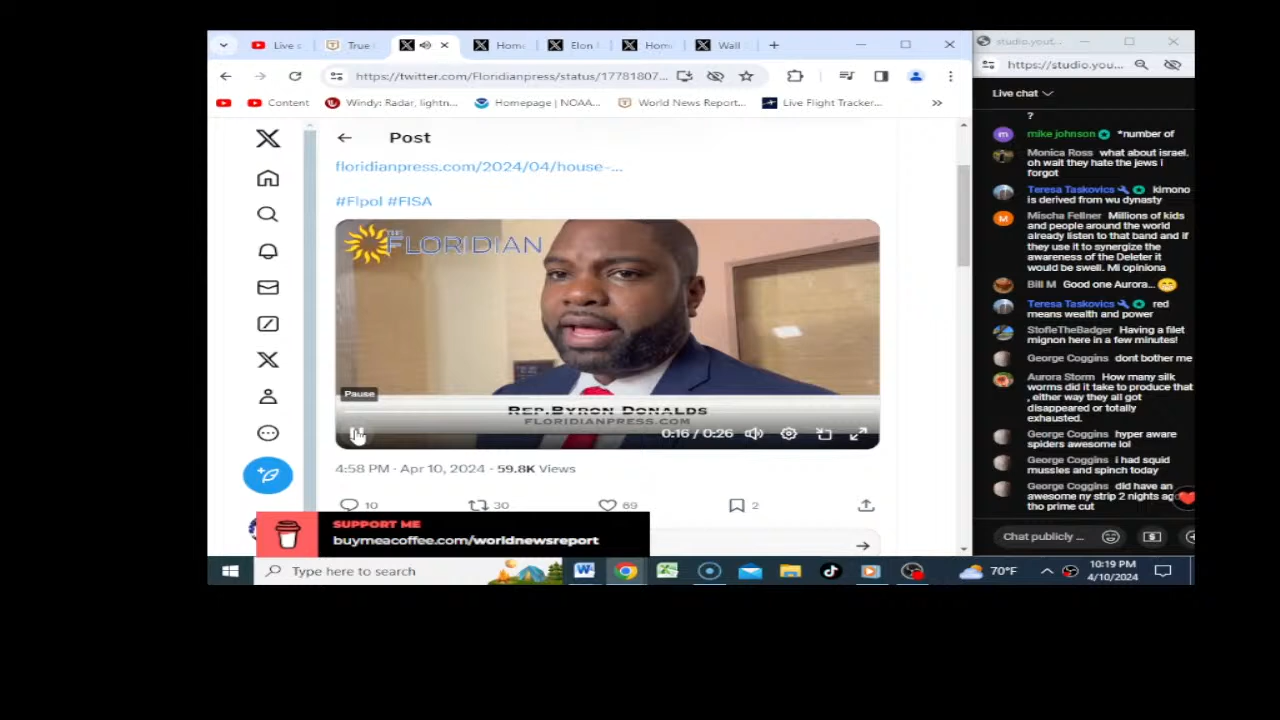 Live s
True
Hom
Elon
Hom
Wall
https://twitter.com/Floridianpress/status/17781807...
Content
Windy: Radar, lightn...
Homepage | NOAA...
World News Report...
Live Flight Tracker...
»
Post
floridianpress.com/2024/04/house-...
#Flpol #FISA
THE FLORIDIAN
Pause
REP.BYRON DONALDS
FLORIDIANPRESS.COM
0:16 / 0:26
4:58 PM · Apr 10, 2024 · 59.8K Views
10
30
69
2
SUPPORT ME
buymeacoffee.com/worldnewsreport
studio.yout...
https://studio.you...
Live chat
?
mike johnson *number of
Monica Ross what about israel.
oh wait they hate the jews i
forgot
Teresa Taskovics kimono
is derived from wu dynasty
Mischa Fellner Millions of kids
and people around the world
already listen to that band and if
they use it to synergize the
awareness of the Deleter it
would be swell. Mi opiniona
Bill M Good one Aurora...
Teresa Taskovics red
means wealth and power
StofleTheBadger Having a filet
mignon here in a few minutes!
George Coggins dont bother me
Aurora Storm How many silk
worms did it take to produce that
, either way they all got
disappeared or totally
exhausted.
George Coggins hyper aware
spiders awesome lol
George Coggins i had squid
mussles and spinch today
George Coggins did have an
awesome ny strip 2 nights ago
tho prime cut
Chat publicly ...
Type here to search
70°F
10:19 PM
4/10/2024